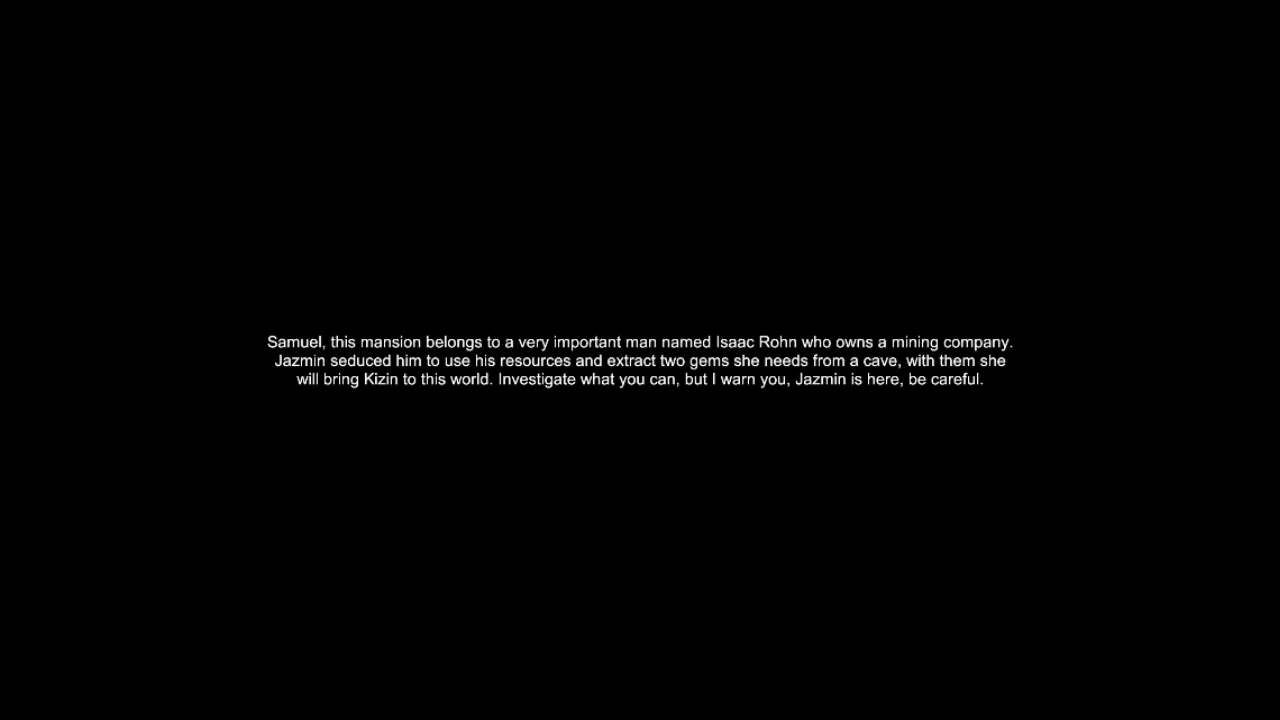 Samuel, this mansion belongs to a very important man named Isaac Rohn who owns a mining company.
Jazmin seduced him to use his resources and extract two gems she needs from a cave, with them she
will bring Kizin to this world. Investigate what you can, but I warn you, Jazmin is here, be careful.